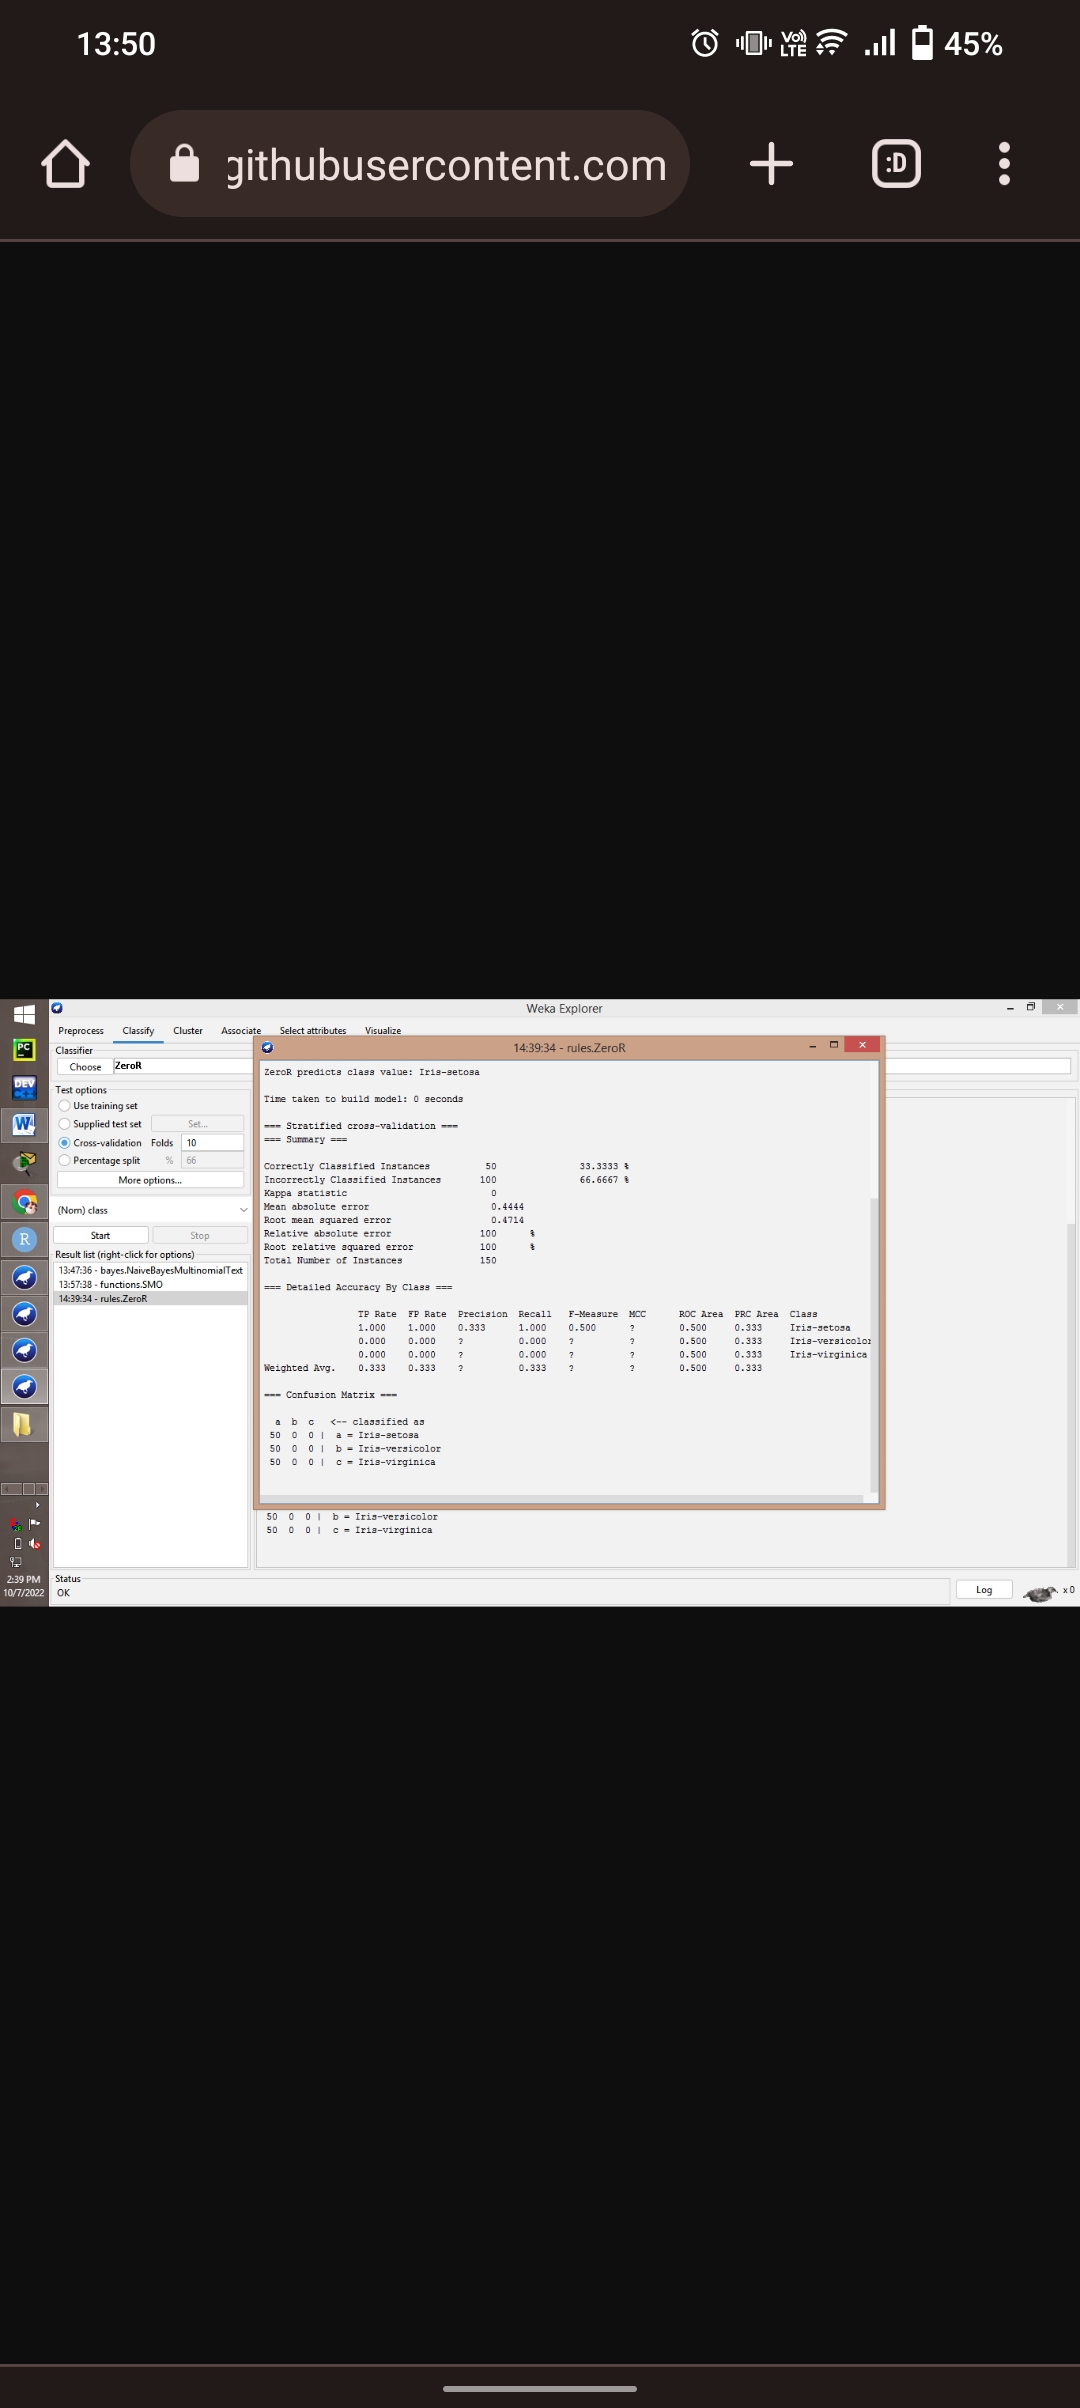 13:50
Vo)) LTE
45%
githubusercontent.com
:D
Weka Explorer
Preprocess Classify Cluster Associate Select attributes Visualize
Classifier
Choose ZeroR
Test options
Use training set
Supplied test set Set...
Cross-validation Folds 10
Percentage split % 66
More options...
(Nom) class
Start Stop
Result list (right-click for options)
13:47:36 - bayes.NaiveBayesMultinomialText
13:57:38 - functions.SMO
14:39:34 - rules.ZeroR
14:39:34 - rules.ZeroR
ZeroR predicts class value: Iris-setosa
Time taken to build model: 0 seconds
=== Stratified cross-validation ===
=== Summary ===
Correctly Classified Instances 50 33.3333 %
Incorrectly Classified Instances 100 66.6667 %
Kappa statistic 0
Mean absolute error 0.4444
Root mean squared error 0.4714
Relative absolute error 100 %
Root relative squared error 100 %
Total Number of Instances 150
=== Detailed Accuracy By Class ===
TP Rate FP Rate Precision Recall F-Measure MCC ROC Area PRC Area Class
1.000 1.000 0.333 1.000 0.500 ? 0.500 0.333 Iris-setosa
0.000 0.000 ? 0.000 ? ? 0.500 0.333 Iris-versicolor
0.000 0.000 ? 0.000 ? ? 0.500 0.333 Iris-virginica
Weighted Avg. 0.333 0.333 ? 0.333 ? ? 0.500 0.333
=== Confusion Matrix ===
a b c <-- classified as
50 0 0 | a = Iris-setosa
50 0 0 | b = Iris-versicolor
50 0 0 | c = Iris-virginica
50 0 0 | b = Iris-versicolor
50 0 0 | c = Iris-virginica
Status
OK
Log
x 0
PC
DEV
C++
W
R
2:39 PM
10/7/2022